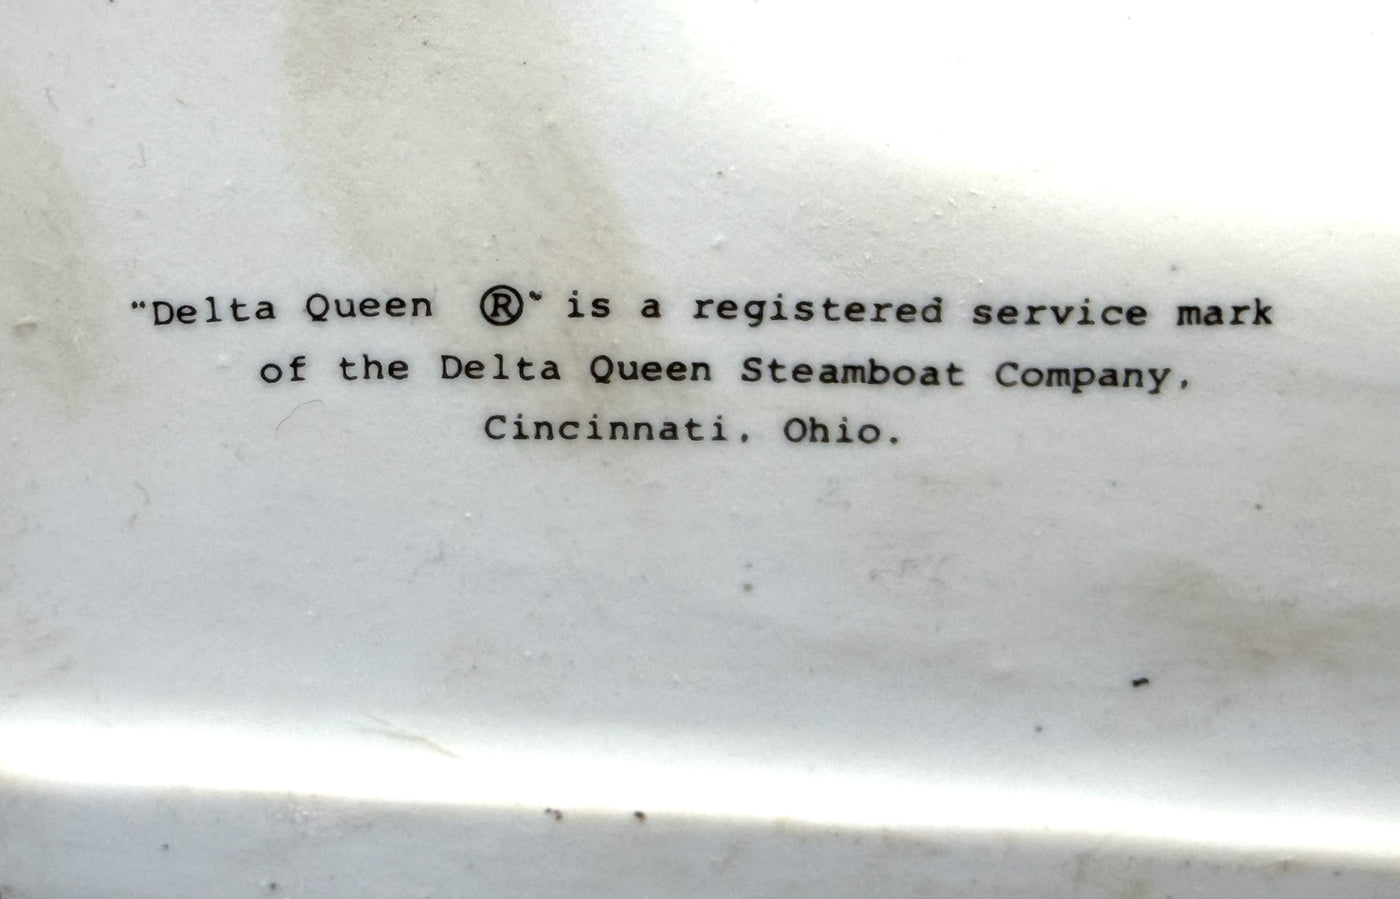 "Delta Queen ®" is a registered service mark
of the Delta Queen Steamboat Company,
Cincinnati, Ohio.